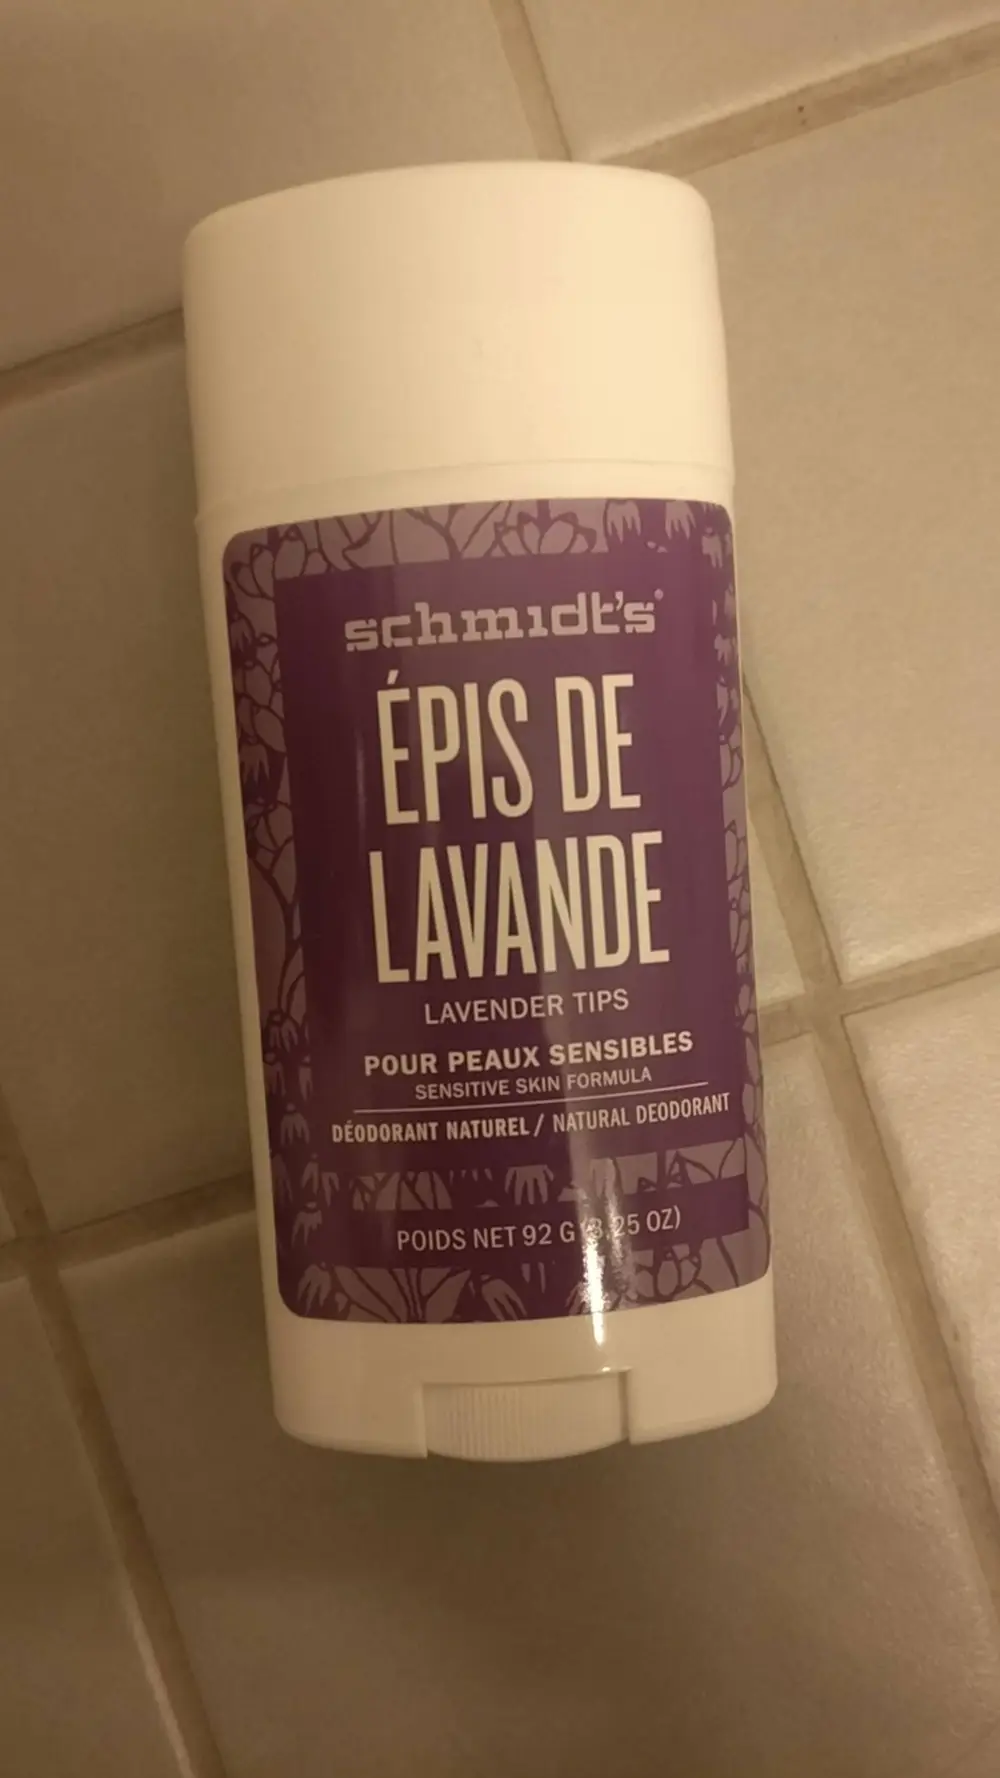 schmidt's®
ÉPIS DE
LAVANDE
LAVENDER TIPS
POUR PEAUX SENSIBLES
SENSITIVE SKIN FORMULA
DÉODORANT NATUREL / NATURAL DEODORANT
POIDS NET 92 G (3.25 OZ)